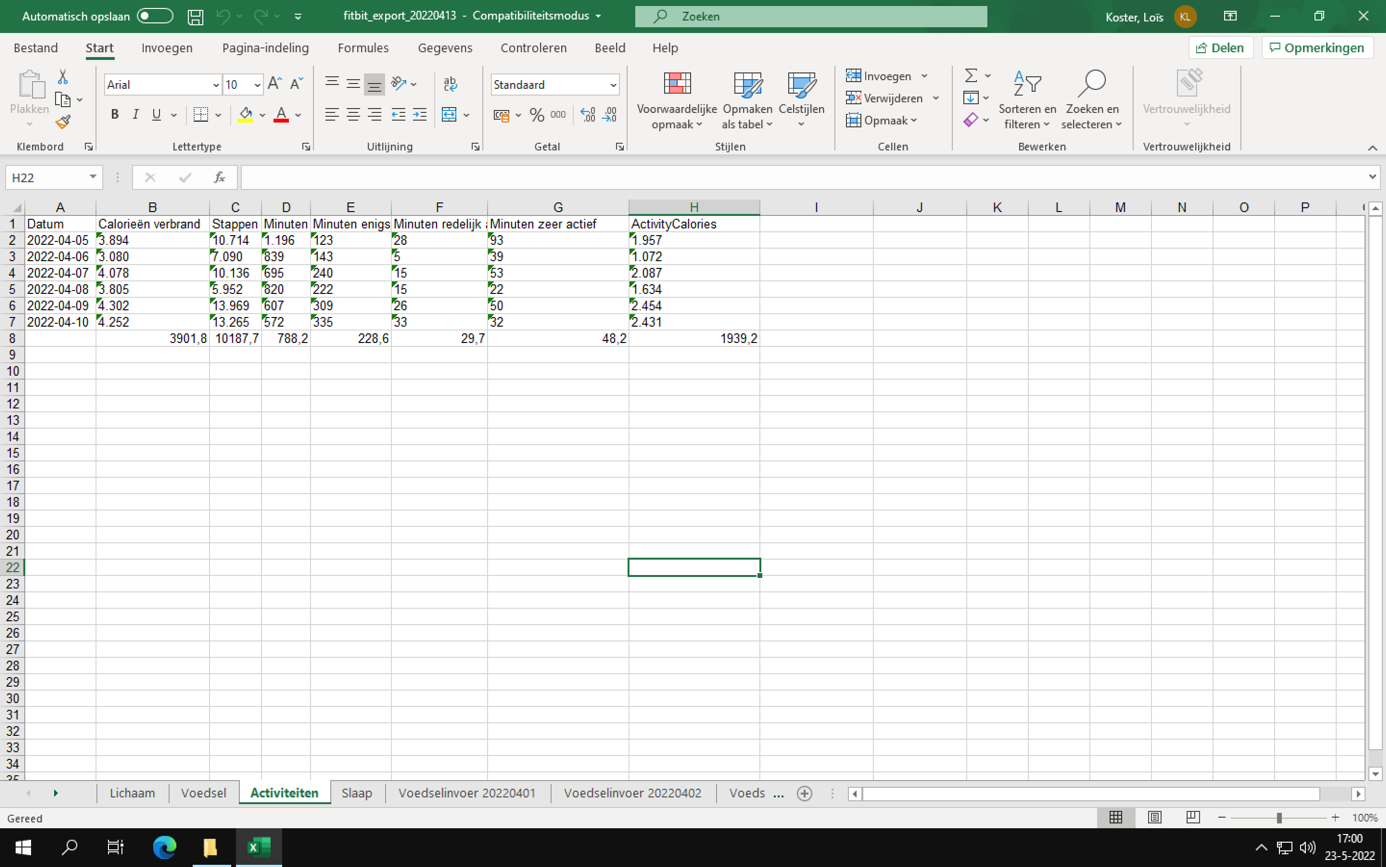 Automatisch opslaan fitbit_export_20220413 - Compatibiliteitsmodus Zoeken Koster, Loïs KL
Bestand Start Invoegen Pagina-indeling Formules Gegevens Controleren Beeld Help Delen Opmerkingen
Plakken
Klembord
Arial 10
B I U
Lettertype
Uitlijning
Standaard
% 000
Getal
Voorwaardelijke opmaak
Opmaken als tabel
Celstijlen
Stijlen
Invoegen
Verwijderen
Opmaak
Cellen
Sorteren en filteren
Zoeken en selecteren
Bewerken
Vertrouwelijkheid
Vertrouwelijkheid
H22 fx
A B C D E F G H I J K L M N O P
1 Datum Calorieën verbrand Stappen Minuten Minuten enigs Minuten redelijk Minuten zeer actief ActivityCalories
2 2022-04-05 3.894 10.714 1.196 123 28 93 1.957
3 2022-04-06 3.080 7.090 839 143 5 39 1.072
4 2022-04-07 4.078 10.136 695 240 15 53 2.087
5 2022-04-08 3.805 5.952 820 222 15 22 1.634
6 2022-04-09 4.302 13.969 607 309 26 50 2.454
7 2022-04-10 4.252 13.265 572 335 33 32 2.431
8 3901,8 10187,7 788,2 228,6 29,7 48,2 1939,2
9
10
11
12
13
14
15
16
17
18
19
20
21
22
23
24
25
26
27
28
29
30
31
32
33
34
35
Lichaam Voedsel Activiteiten Slaap Voedselinvoer 20220401 Voedselinvoer 20220402 Voeds ...
Gereed 100%
17:00
23-5-2022